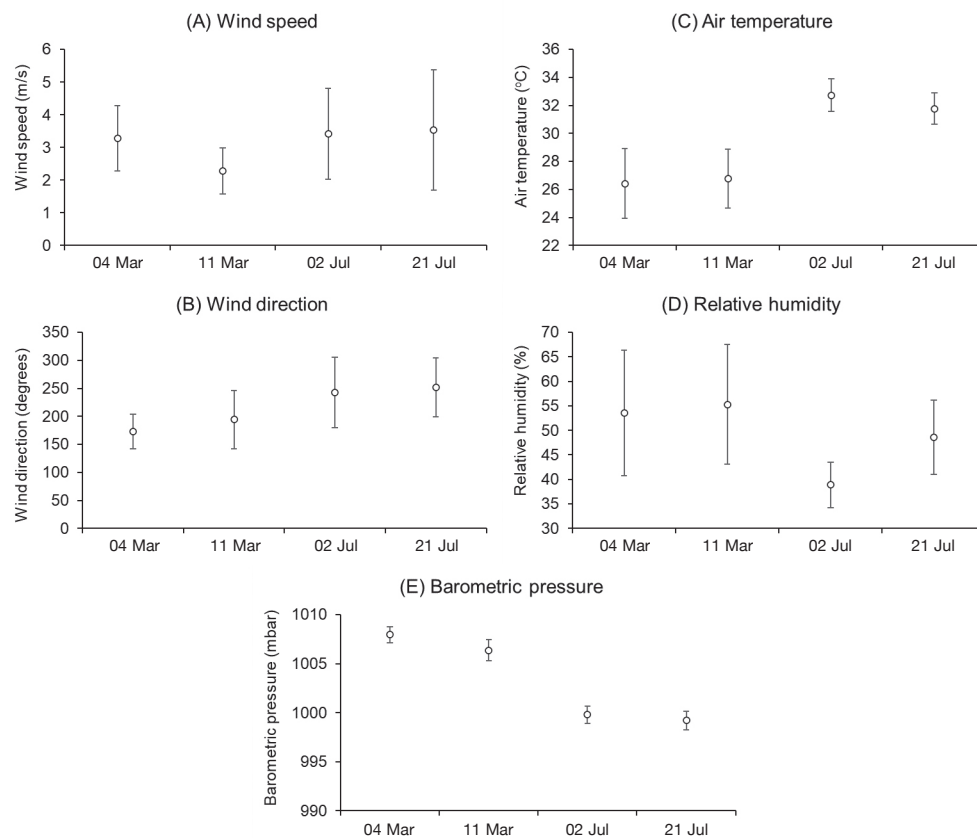 (A) Wind speed
Wind speed (m/s)
6
5
4
3
2
1
0
04 Mar 11 Mar 02 Jul 21 Jul
(C) Air temperature
Air temperature (°C)
36
34
32
30
28
26
24
22
04 Mar 11 Mar 02 Jul 21 Jul
(B) Wind direction
Wind direction (degrees)
350
300
250
200
150
100
50
0
04 Mar 11 Mar 02 Jul 21 Jul
(D) Relative humidity
Relative humidity (%)
70
65
60
55
50
45
40
35
30
04 Mar 11 Mar 02 Jul 21 Jul
(E) Barometric pressure
Barometric pressure (mbar)
1010
1005
1000
995
990
04 Mar 11 Mar 02 Jul 21 Jul